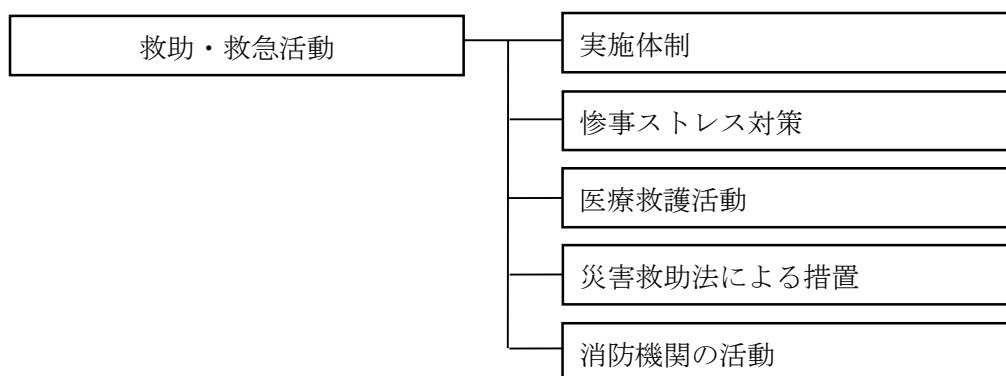 救助・救急活動
実施体制
惨事ストレス対策
医療救護活動
災害救助法による措置
消防機関の活動